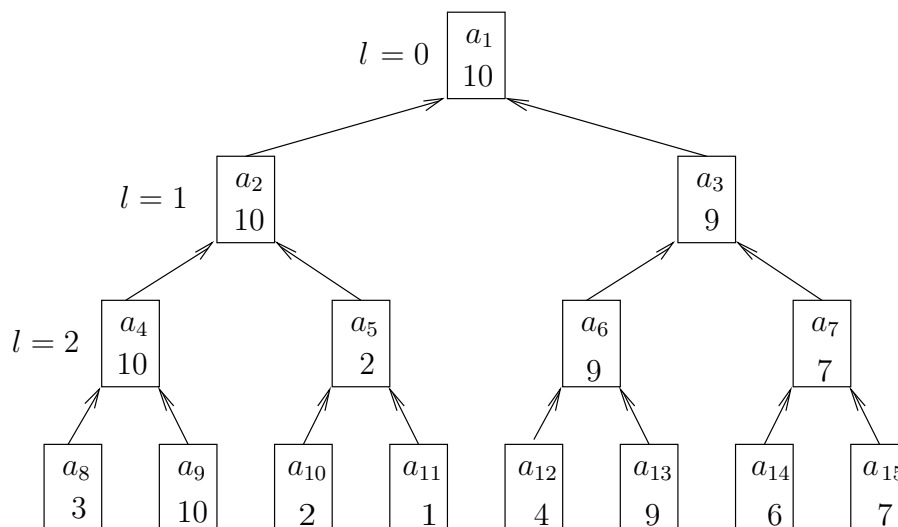 l = 0
a₁
10
l = 1
a₂
10
a₃
9
l = 2
a₄
10
a₅
2
a₆
9
a₇
7
a₈
3
a₉
10
a₁₀
2
a₁₁
1
a₁₂
4
a₁₃
9
a₁₄
6
a₁₅
7